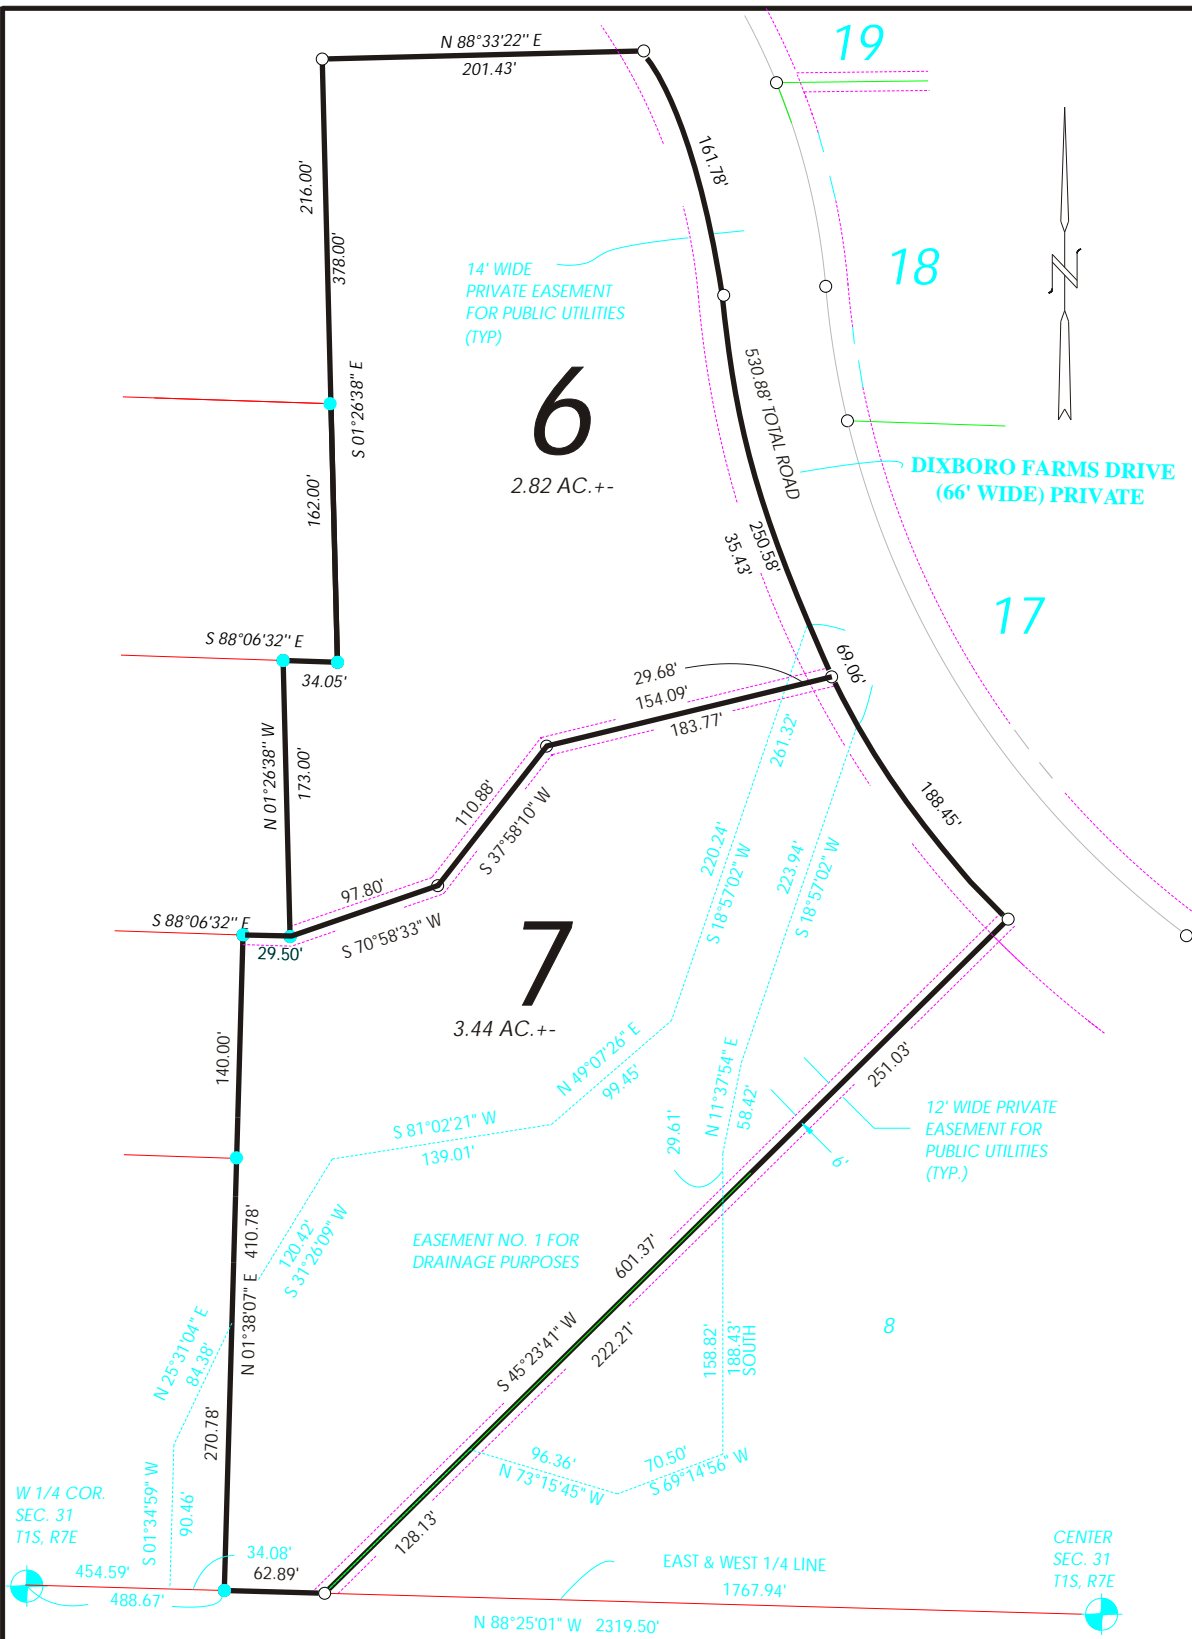 N 88°33'22" E
201.43'
19
216.00'
378.00'
161.78'
18
14' WIDE
PRIVATE EASEMENT
FOR PUBLIC UTILITIES
(TYP)
N
S 01°26'38" E
6
2.82 AC.+-
530.88' TOTAL ROAD
DIXBORO FARMS DRIVE
(66' WIDE) PRIVATE
162.00'
250.58'
35.43'
17
S 88°06'32" E
34.05'
29.68'
154.09'
183.77'
69.06'
N 01°26'38" W
173.00'
261.32'
110.88'
S 37°58'10" W
188.45'
220.24'
S 18°57'02" W
223.94'
S 18°57'02" W
97.80'
S 70°58'33" W
S 88°06'32" E
29.50'
7
3.44 AC.+-
140.00'
N 49°07'26" E
99.45'
N 11°37'54" E
58.42'
29.61'
251.03'
12' WIDE PRIVATE
EASEMENT FOR
PUBLIC UTILITIES
(TYP.)
6'
S 81°02'21" W
139.01'
120.42'
S 31°26'09" W
EASEMENT NO. 1 FOR
DRAINAGE PURPOSES
N 01°38'07" E 410.78'
601.37'
S 45°23'41" W
222.21'
158.82'
188.43'
SOUTH
8
N 25°31'04" E
84.38'
270.78'
96.36'
N 73°15'45" W
70.50'
S 69°14'56" W
W 1/4 COR.
SEC. 31
T1S, R7E
S 01°34'59" W
90.46'
128.13'
454.59'
488.67'
34.08'
62.89'
EAST & WEST 1/4 LINE
1767.94'
N 88°25'01" W 2319.50'
CENTER
SEC. 31
T1S, R7E